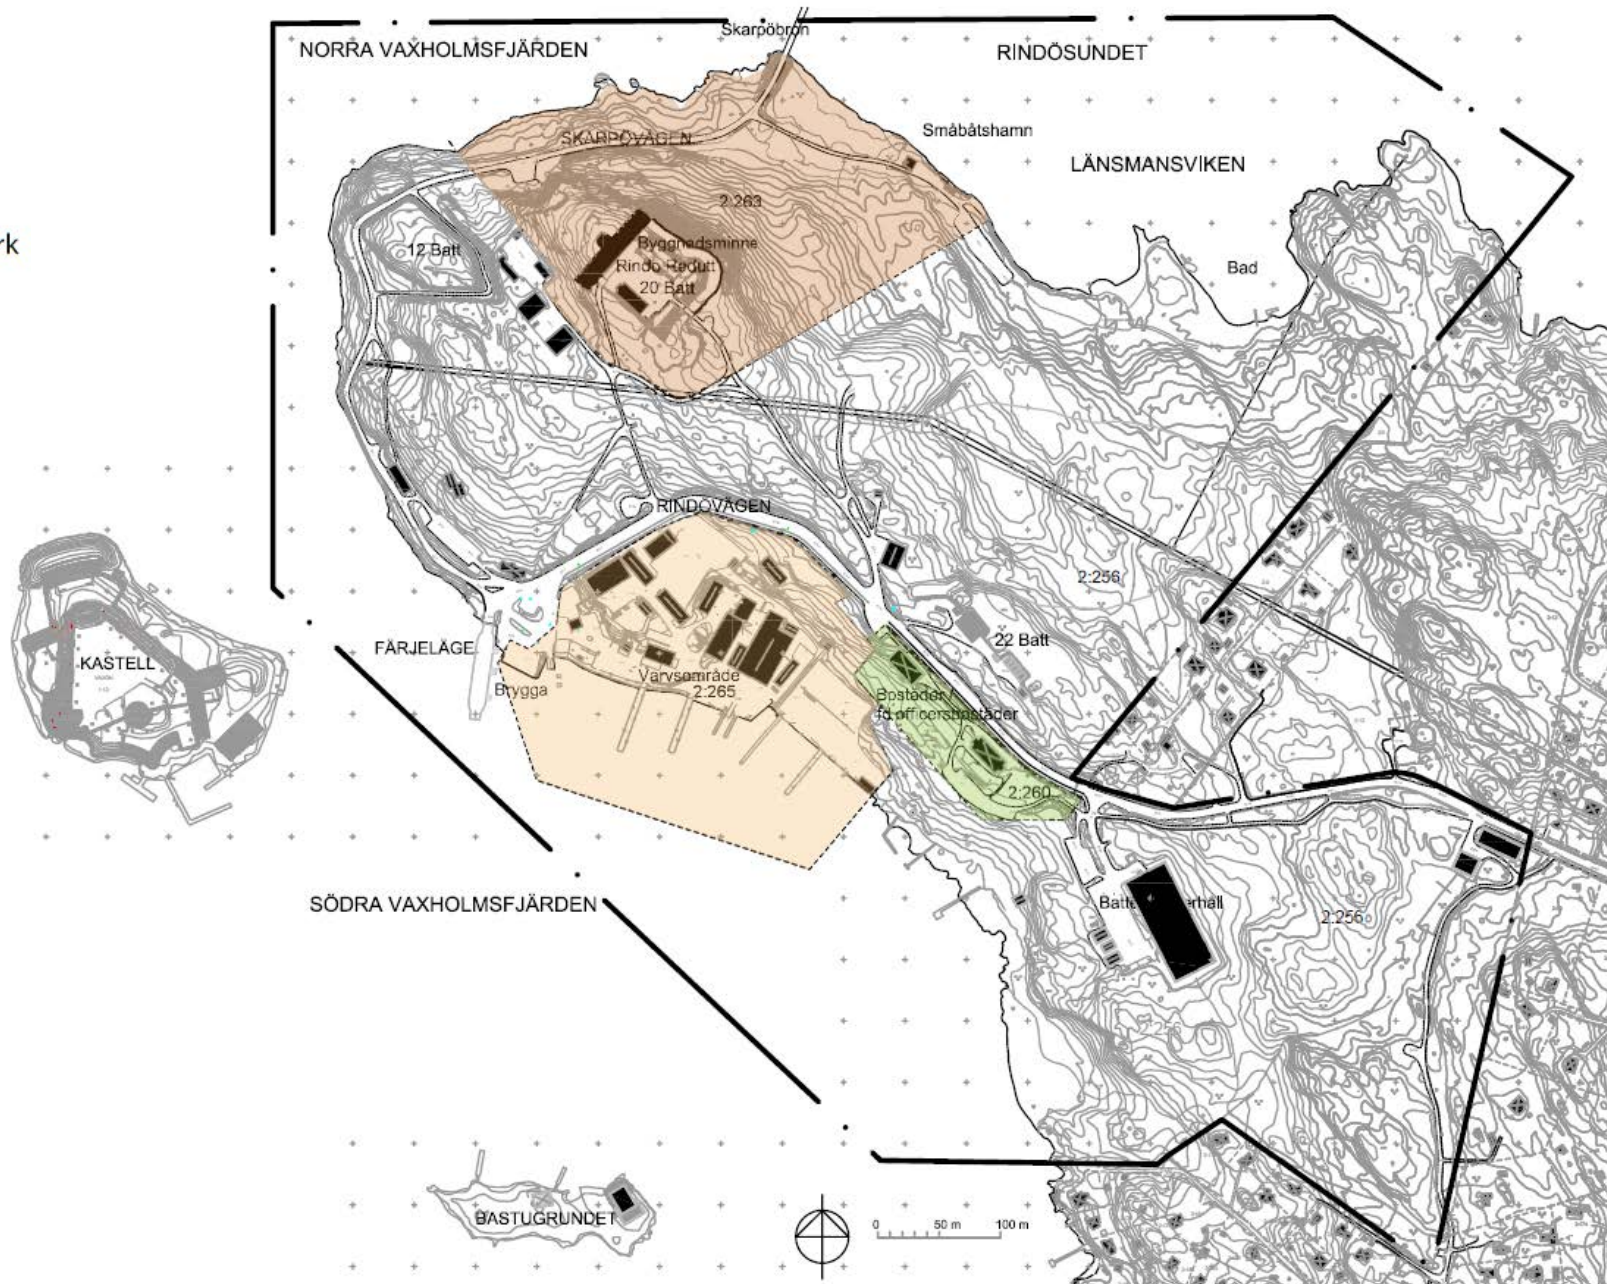 Skarpöbron
NORRA VAXHOLMSFJÄRDEN
RINDÖSUNDET
Småbåtshamn
SKARPÖVÄGEN
LÄNSMANSVIKEN
2:263
rk
12 Batt
Byggnadsminne
Rindö Redutt
20 Batt
Bad
RINDÖVÄGEN
2:256
22 Batt
FÄRJELÄGE
KASTELL
Varvsområde
2:265
Brygga
Bostäder /
fd officersbostäder
2:260
SÖDRA VAXHOLMSFJÄRDEN
2:256
BASTUGRUNDET
0 50 m 100 m